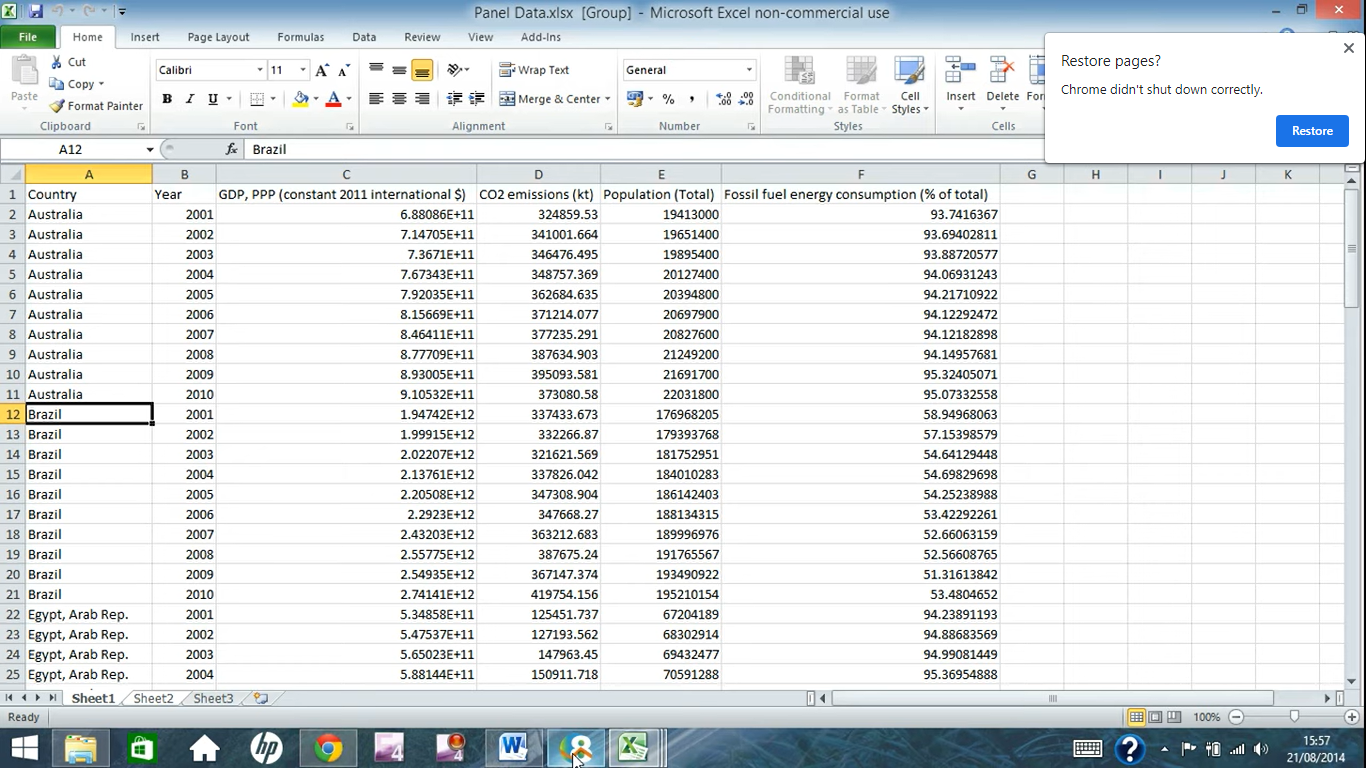 Panel Data.xlsx [Group] - Microsoft Excel non-commercial use
File Home Insert Page Layout Formulas Data Review View Add-Ins
Paste
Cut
Copy
Format Painter
Calibri 11
B I U
Wrap Text
Merge & Center
General
% ,
Conditional Formatting
Format as Table
Cell Styles
Insert Delete
Clipboard Font Alignment Number Styles Cells
Restore pages?
Chrome didn't shut down correctly.
Restore
A12 fx Brazil
A B C D E F G H I J K
1 Country Year GDP, PPP (constant 2011 international $) CO2 emissions (kt) Population (Total) Fossil fuel energy consumption (% of total)
2 Australia 2001 6.88086E+11 324859.53 19413000 93.7416367
3 Australia 2002 7.14705E+11 341001.664 19651400 93.69402811
4 Australia 2003 7.3671E+11 346476.495 19895400 93.88720577
5 Australia 2004 7.67343E+11 348757.369 20127400 94.06931243
6 Australia 2005 7.92035E+11 362684.635 20394800 94.21710922
7 Australia 2006 8.15669E+11 371214.077 20697900 94.12292472
8 Australia 2007 8.46411E+11 377235.291 20827600 94.12182898
9 Australia 2008 8.77709E+11 387634.903 21249200 94.14957681
10 Australia 2009 8.93005E+11 395093.581 21691700 95.32405071
11 Australia 2010 9.10532E+11 373080.58 22031800 95.07332558
12 Brazil 2001 1.94742E+12 337433.673 176968205 58.94968063
13 Brazil 2002 1.99915E+12 332266.87 179393768 57.15398579
14 Brazil 2003 2.02207E+12 321621.569 181752951 54.64129448
15 Brazil 2004 2.13761E+12 337826.042 184010283 54.69829698
16 Brazil 2005 2.20508E+12 347308.904 186142403 54.25238988
17 Brazil 2006 2.2923E+12 347668.27 188134315 53.42292261
18 Brazil 2007 2.43203E+12 363212.683 189996976 52.66063159
19 Brazil 2008 2.55775E+12 387675.24 191765567 52.56608765
20 Brazil 2009 2.54935E+12 367147.374 193490922 51.31613842
21 Brazil 2010 2.74141E+12 419754.156 195210154 53.4804652
22 Egypt, Arab Rep. 2001 5.34858E+11 125451.737 67204189 94.23891193
23 Egypt, Arab Rep. 2002 5.47537E+11 127193.562 68302914 94.88683569
24 Egypt, Arab Rep. 2003 5.65023E+11 147963.45 69432477 94.99081449
25 Egypt, Arab Rep. 2004 5.88144E+11 150911.718 70591288 95.36954888
Sheet1 Sheet2 Sheet3
Ready 100%
15:57
21/08/2014